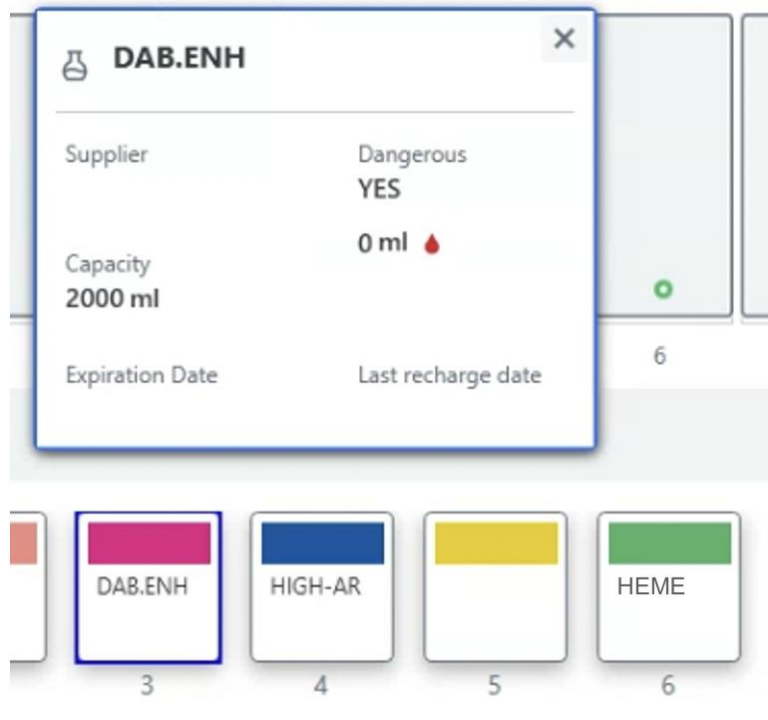 DAB.ENH
Supplier
Dangerous
YES
0 ml
Capacity
2000 ml
Expiration Date
Last recharge date
6
DAB.ENH
HIGH-AR
HEME
3
4
5
6